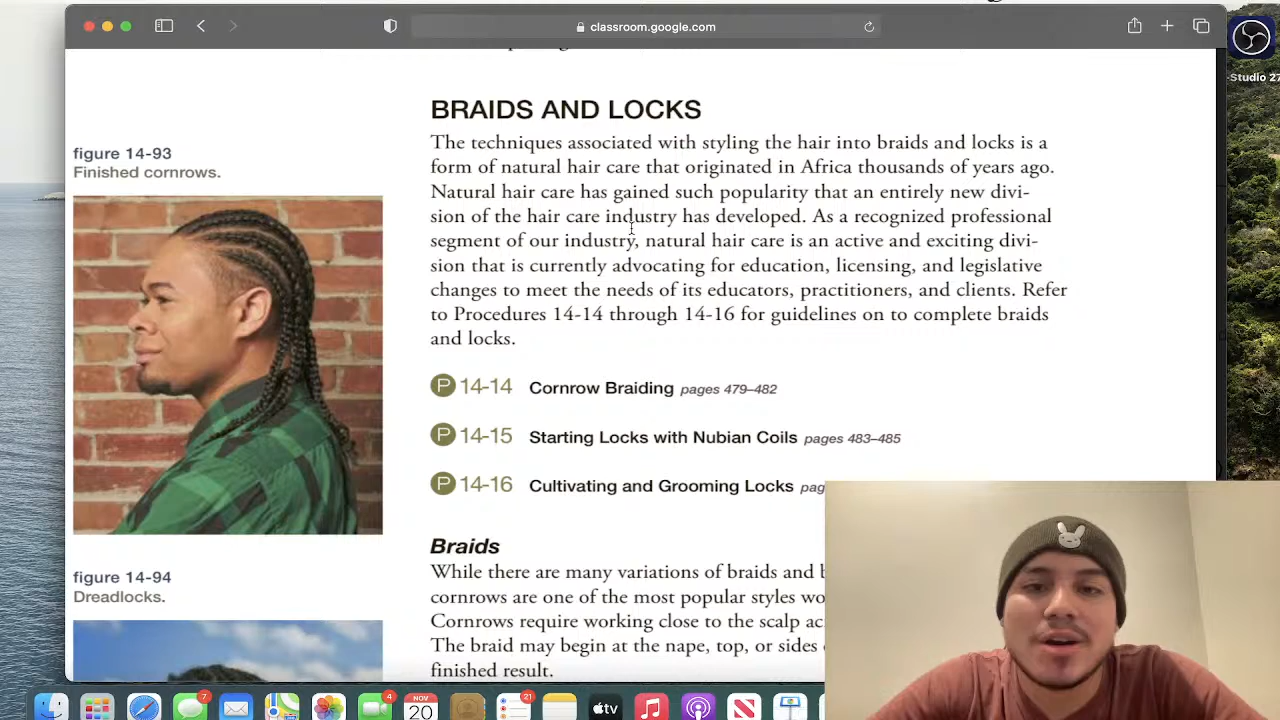 classroom.google.com
Studio 27
BRAIDS AND LOCKS
The techniques associated with styling the hair into braids and locks is a
form of natural hair care that originated in Africa thousands of years ago.
Natural hair care has gained such popularity that an entirely new divi-
sion of the hair care industry has developed. As a recognized professional
segment of our industry, natural hair care is an active and exciting divi-
sion that is currently advocating for education, licensing, and legislative
changes to meet the needs of its educators, practitioners, and clients. Refer
to Procedures 14-14 through 14-16 for guidelines on to complete braids
and locks.
figure 14-93
Finished cornrows.
P 14-14 Cornrow Braiding pages 479–482
P 14-15 Starting Locks with Nubian Coils pages 483–485
P 14-16 Cultivating and Grooming Locks
Braids
While there are many variations of braids and
cornrows are one of the most popular styles
Cornrows require working close to the scalp
The braid may begin at the nape, top, or sides
finished result.
figure 14-94
Dreadlocks.
7
4
NOV
20
21
tv